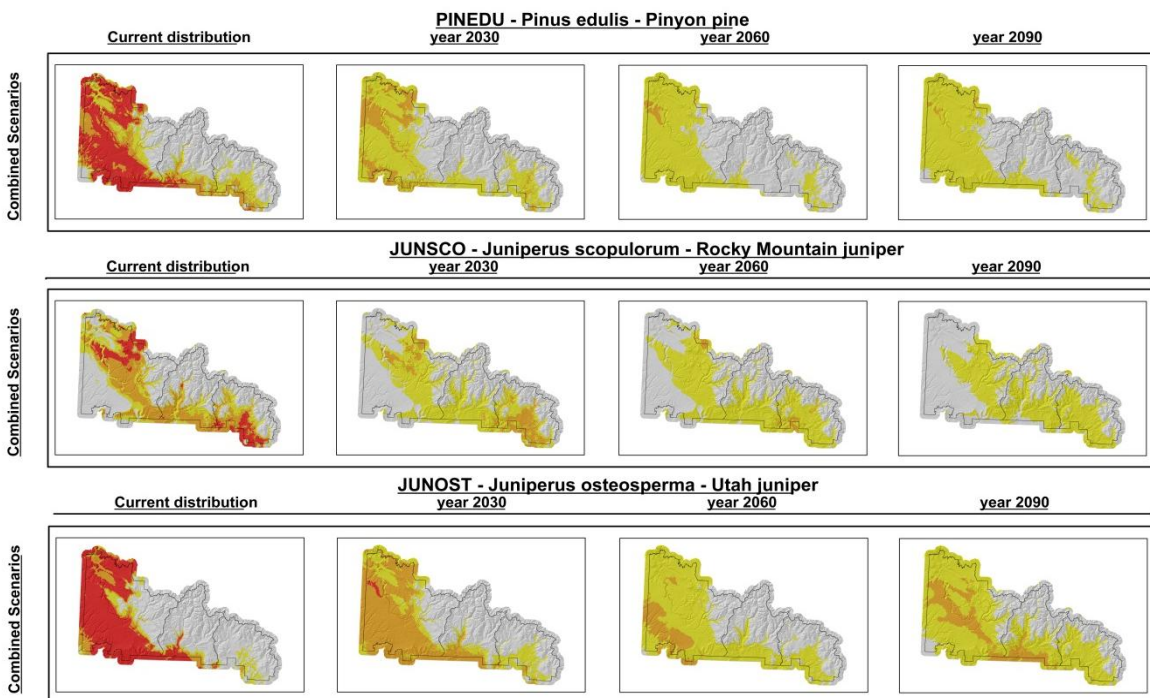 PINEDU - Pinus edulis - Pinyon pine
Current distribution year 2030 year 2060 year 2090
Combined Scenarios
JUNSCO - Juniperus scopulorum - Rocky Mountain juniper
Current distribution year 2030 year 2060 year 2090
Combined Scenarios
JUNOST - Juniperus osteosperma - Utah juniper
Current distribution year 2030 year 2060 year 2090
Combined Scenarios